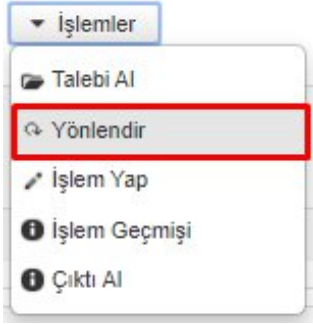 İşlemler
Talebi Al
Yönlendir
İşlem Yap
İşlem Geçmişi
Çıktı Al